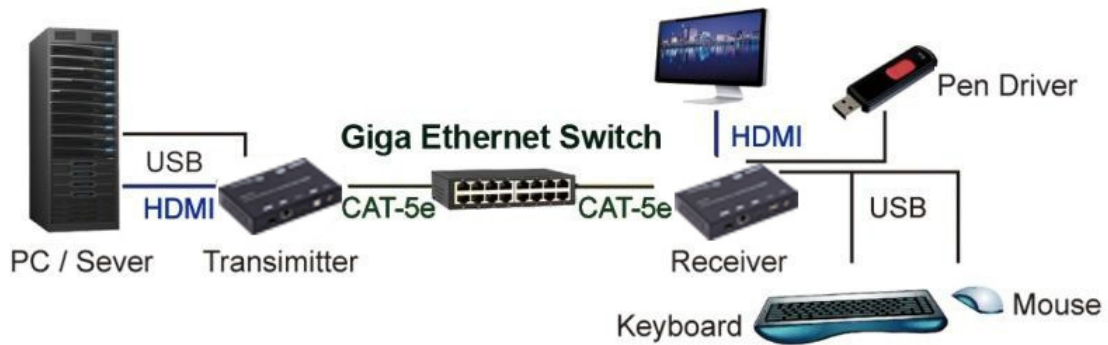 Pen Driver
HDMI
Giga Ethernet Switch
USB
HDMI
CAT-5e
CAT-5e
USB
PC / Sever
Transimitter
Receiver
Keyboard
Mouse